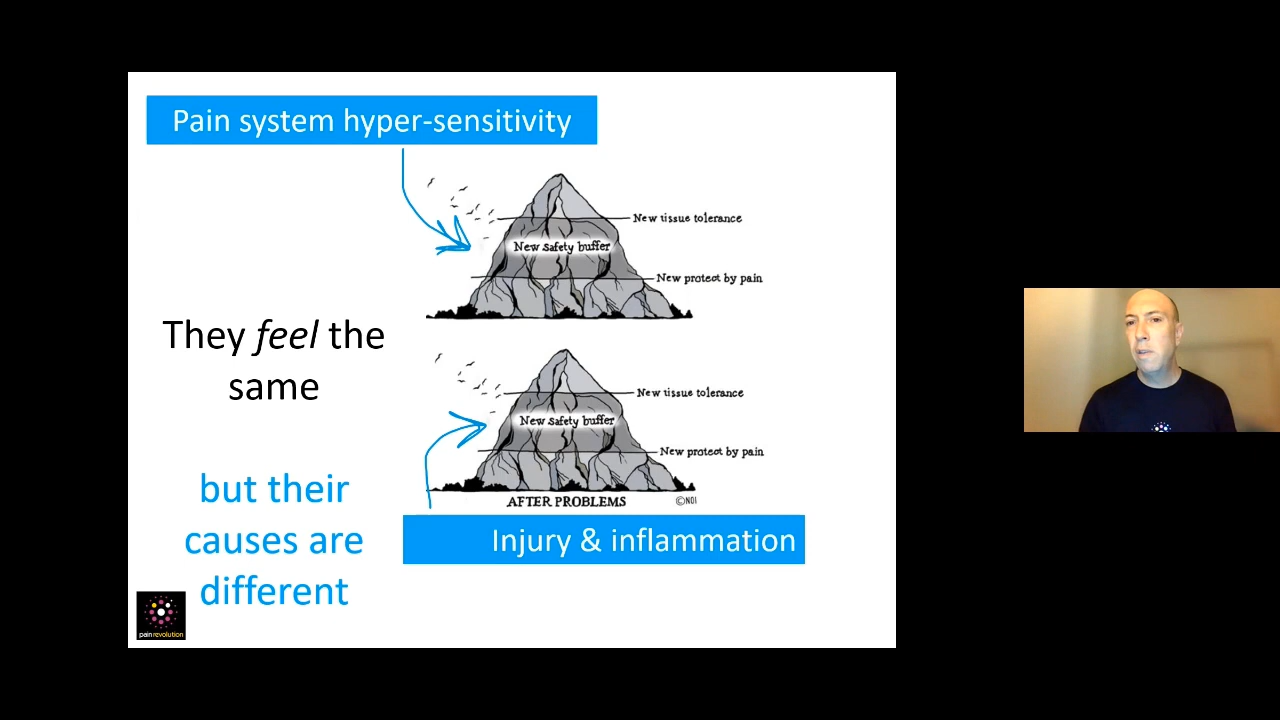 Pain system hyper-sensitivity
New tissue tolerance
New safety buffer
New protect by pain
They feel the
same
New tissue tolerance
New safety buffer
New protect by pain
but their
causes are
different
AFTER PROBLEMS
©NOI
Injury & inflammation
painrevolution